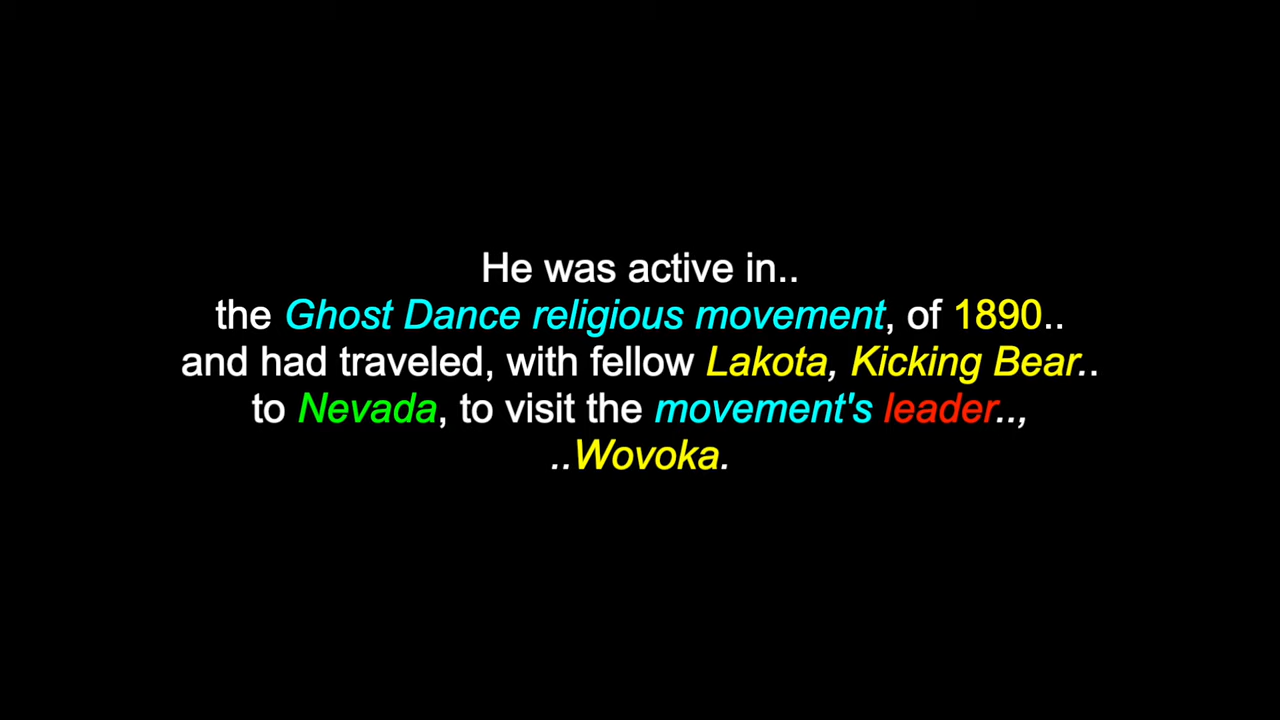 He was active in..
the Ghost Dance religious movement, of 1890..
and had traveled, with fellow Lakota, Kicking Bear..
to Nevada, to visit the movement's leader..,
..Wovoka.